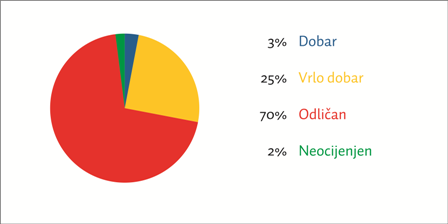 3% Dobar
25% Vrlo dobar
70% Odličan
2% Neocijenjen